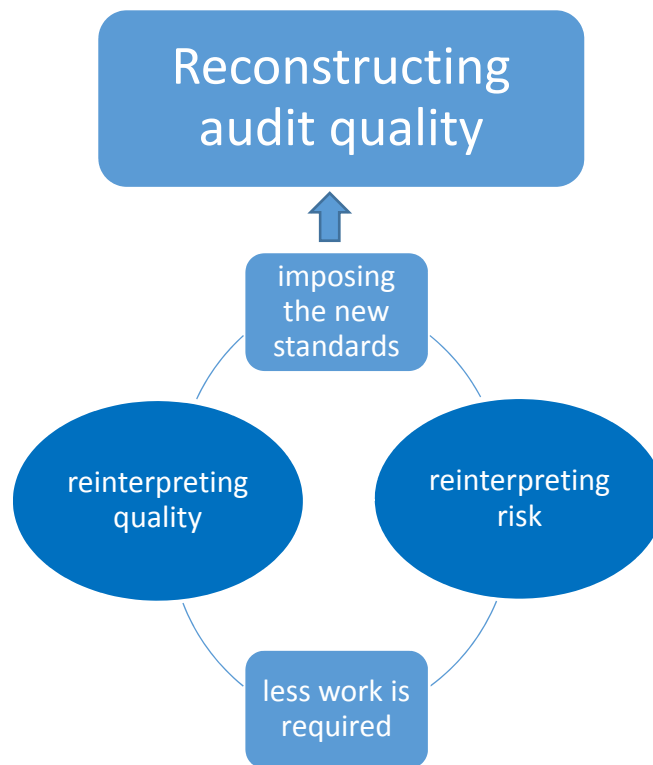 Reconstructing
audit quality
imposing
the new
standards
reinterpreting
quality
reinterpreting
risk
less work is
required